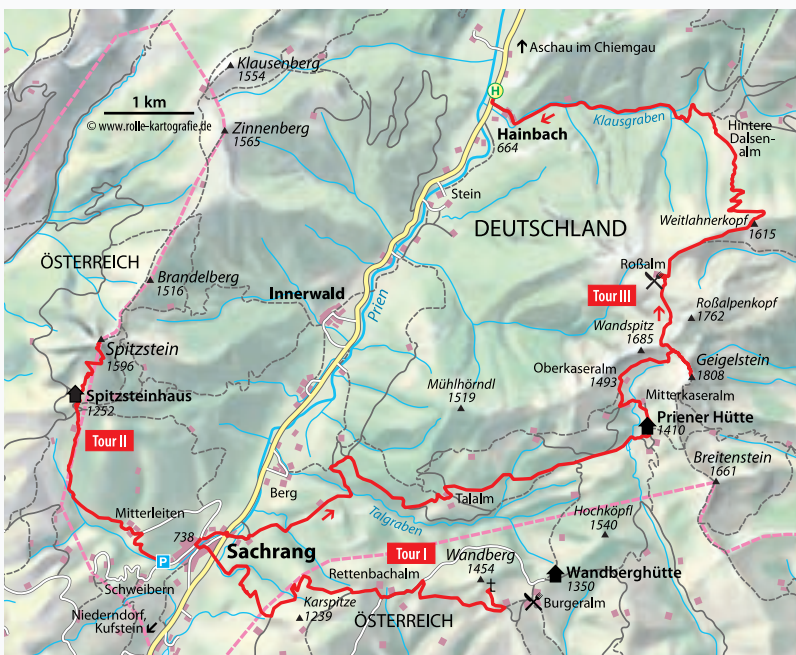 Aschau im Chiemgau
Klausenberg
1554
1 km
© www.rolle-kartografie.de
H
Zinnenberg
1565
Hainbach
664
Klausgraben
Hintere
Dalsen-
alm
Stein
DEUTSCHLAND
Weitlahnerkopf
1615
ÖSTERREICH
Brandelberg
1516
Roßalm
Innerwald
Prien
Tour III
Roßalpenkopf
1762
Wandspitz
1685
Spitzstein
1596
Oberkaseralm
1493
Geigelstein
1808
Mühlhörndl
1519
Mitterkaseralm
Spitzsteinhaus
1252
Priener Hütte
1410
Tour II
Breitenstein
1661
Berg
Talalm
Mitterleiten
Talgraben
Hochköpfl
1540
738
Sachrang
Tour I
Wandberg
1454
P
Rettenbachalm
Wandberghütte
1350
Schweibern
Burgeralm
Niederndorf,
Kufstein
Karspitze
1239
ÖSTERREICH